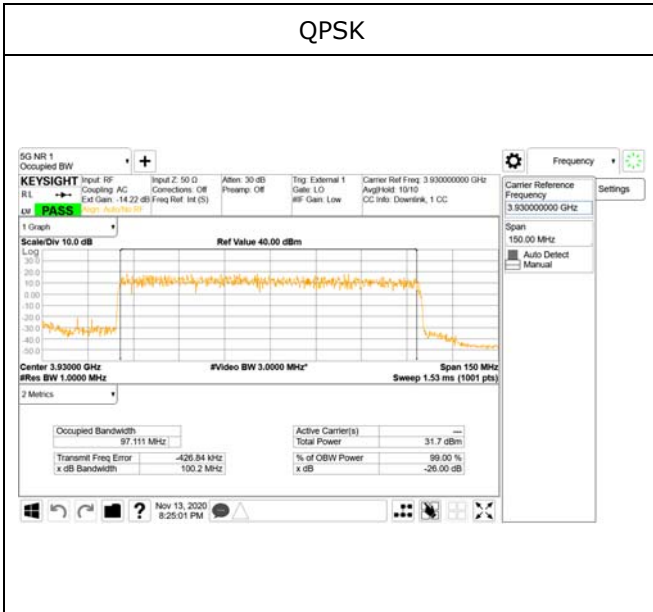 QPSK
5G NR 1
Occupied BW
Frequency
KEYSIGHT
Input: RF
Input Z: 50 Ω
Atten: 30 dB
Trig: External 1
Carrier Ref Freq: 3.930000000 GHz
RL
Coupling: AC
Corrections: Off
Preamp: Off
Gate: LO
Avg|Hold: 10/10
Ext Gain: -14.22 dB
Freq Ref: Int (S)
#IF Gain: Low
CC Info: Downlink, 1 CC
PASS
Align: Auto/No RF
Carrier Reference
Frequency
3.930000000 GHz
Settings
Span
150.00 MHz
Auto Detect
Manual
1 Graph
Scale/Div 10.0 dB
Ref Value 40.00 dBm
Log
30.0
20.0
10.0
0.00
-10.0
-20.0
-30.0
-40.0
-50.0
Center 3.93000 GHz
#Video BW 3.0000 MHz*
Span 150 MHz
#Res BW 1.0000 MHz
Sweep 1.53 ms (1001 pts)
2 Metrics
Occupied Bandwidth
97.111 MHz
Active Carrier(s)
---
Total Power
31.7 dBm
Transmit Freq Error
-426.84 kHz
% of OBW Power
99.00 %
x dB Bandwidth
100.2 MHz
x dB
-26.00 dB
Nov 13, 2020
8:25:01 PM